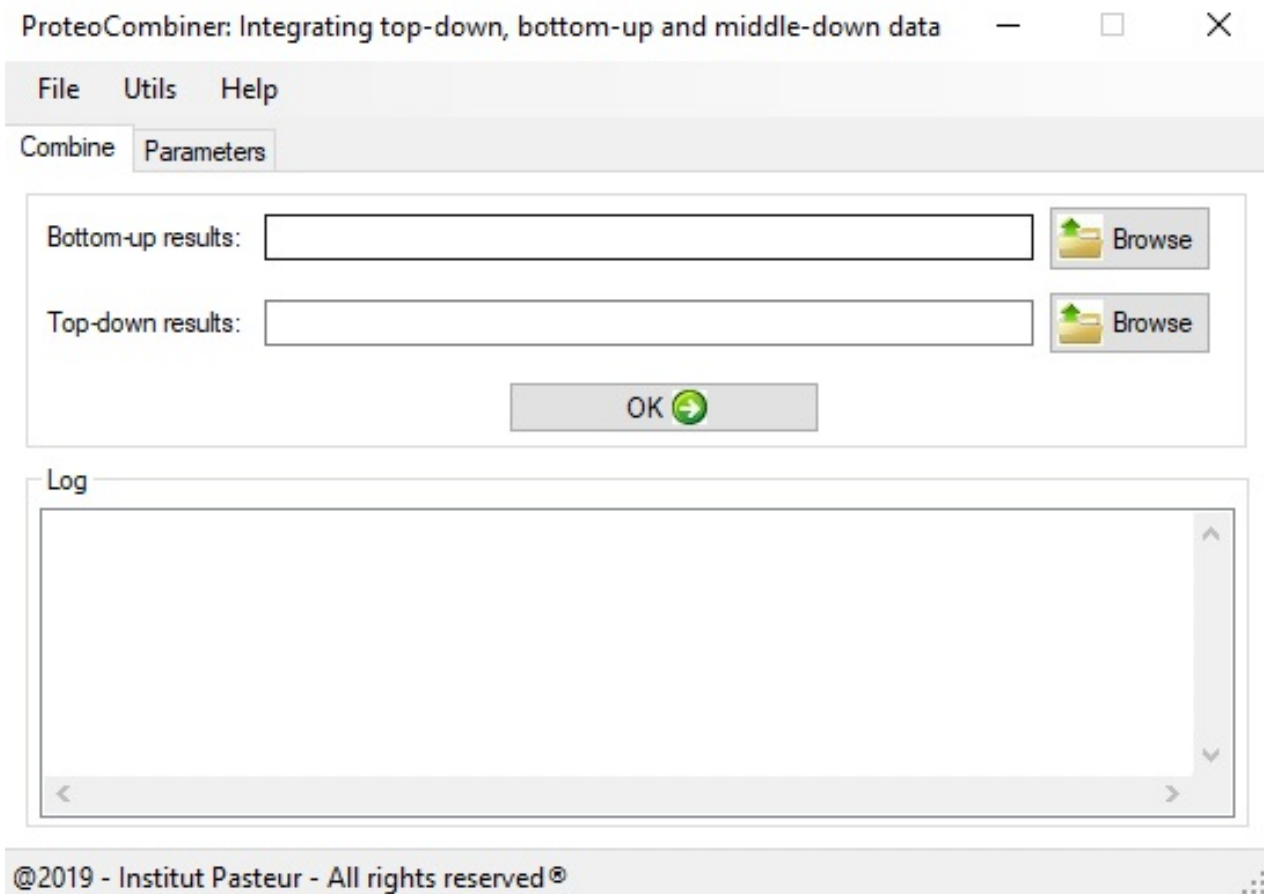 ProteoCombiner: Integrating top-down, bottom-up and middle-down data
File Utils Help
Combine Parameters
Bottom-up results: Browse
Top-down results: Browse
OK
Log
@2019 - Institut Pasteur - All rights reserved®